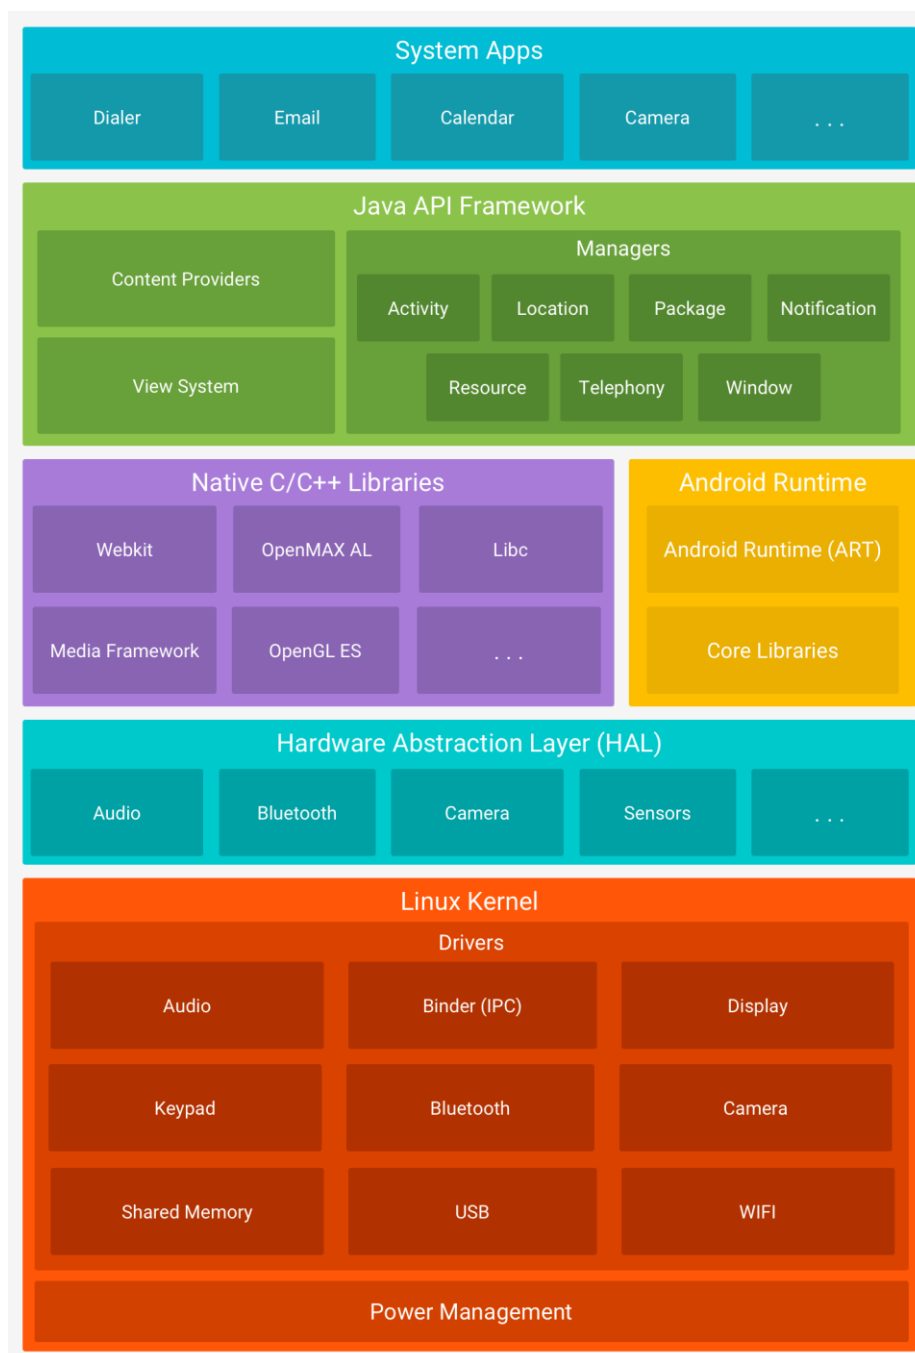 System Apps
Dialer
Email
Calendar
Camera
. . .
Java API Framework
Content Providers
View System
Managers
Activity
Location
Package
Notification
Resource
Telephony
Window
Native C/C++ Libraries
Webkit
OpenMAX AL
Libc
Media Framework
OpenGL ES
. . .
Android Runtime
Android Runtime (ART)
Core Libraries
Hardware Abstraction Layer (HAL)
Audio
Bluetooth
Camera
Sensors
. . .
Linux Kernel
Drivers
Audio
Binder (IPC)
Display
Keypad
Bluetooth
Camera
Shared Memory
USB
WIFI
Power Management